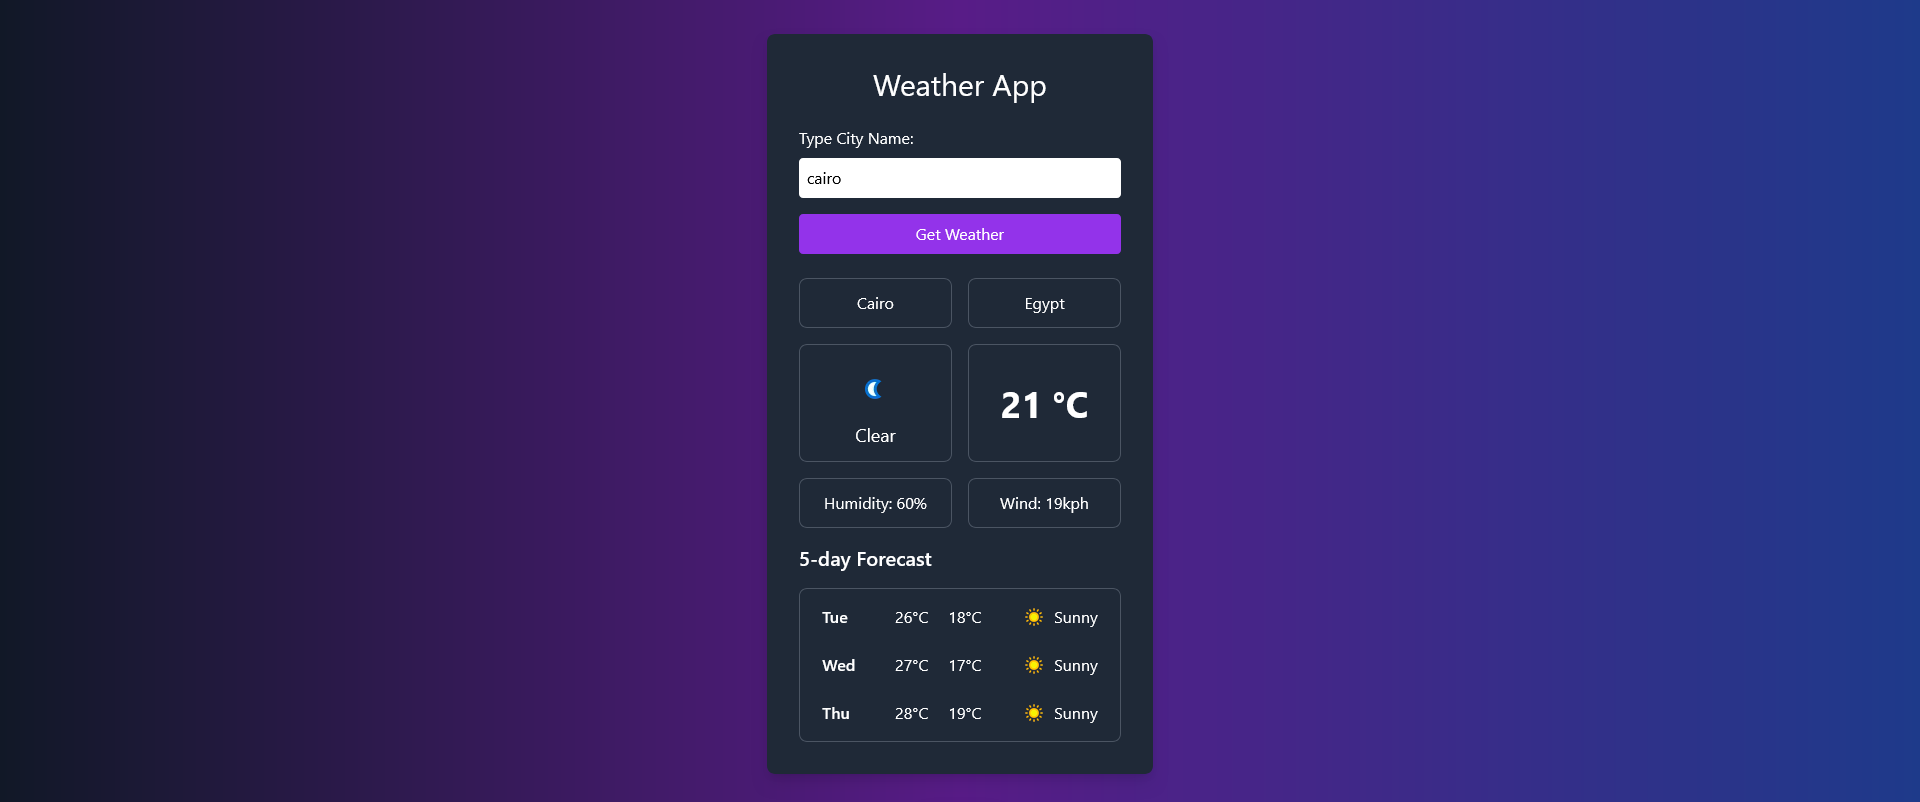 Weather App
Type City Name:
cairo
Get Weather
Cairo
Egypt
Clear
21 °C
Humidity: 60%
Wind: 19kph
5-day Forecast
Tue 26°C 18°C Sunny
Wed 27°C 17°C Sunny
Thu 28°C 19°C Sunny